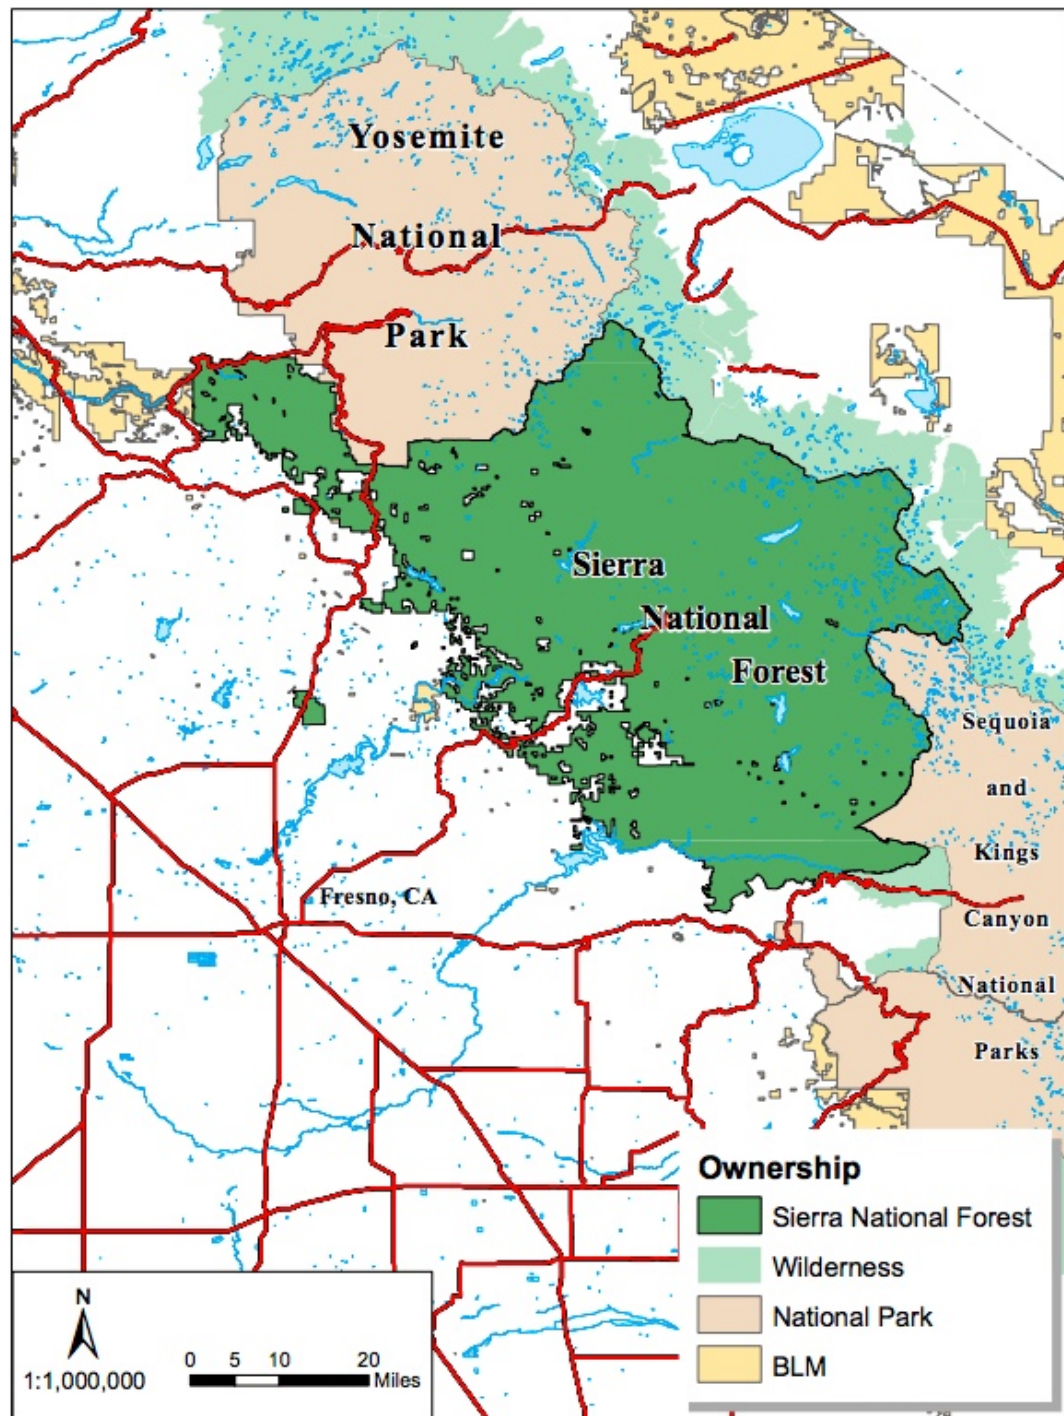 Yosemite
National
Park
Sierra
National
Forest
Sequoia
and
Kings
Canyon
National
Parks
Fresno, CA
Ownership
Sierra National Forest
Wilderness
National Park
BLM
N
1:1,000,000
0 5 10 20
Miles